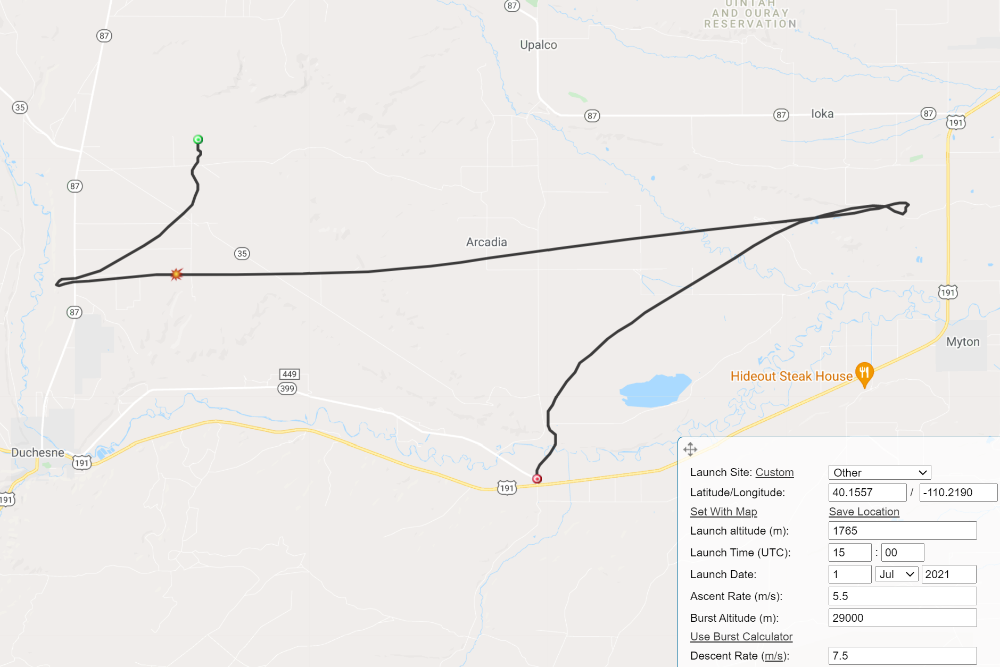 87
UINTAH
AND OURAY
RESERVATION
87
Upalco
35
87
87
Ioka
87
191
87
Arcadia
35
191
87
Myton
449
Hideout Steak House
399
Duchesne
191
191
191
Launch Site: Custom Other
Latitude/Longitude: 40.1557 / -110.2190
Set With Map Save Location
Launch altitude (m): 1765
Launch Time (UTC): 15 : 00
Launch Date: 1 Jul 2021
Ascent Rate (m/s): 5.5
Burst Altitude (m): 29000
Use Burst Calculator
Descent Rate (m/s): 7.5